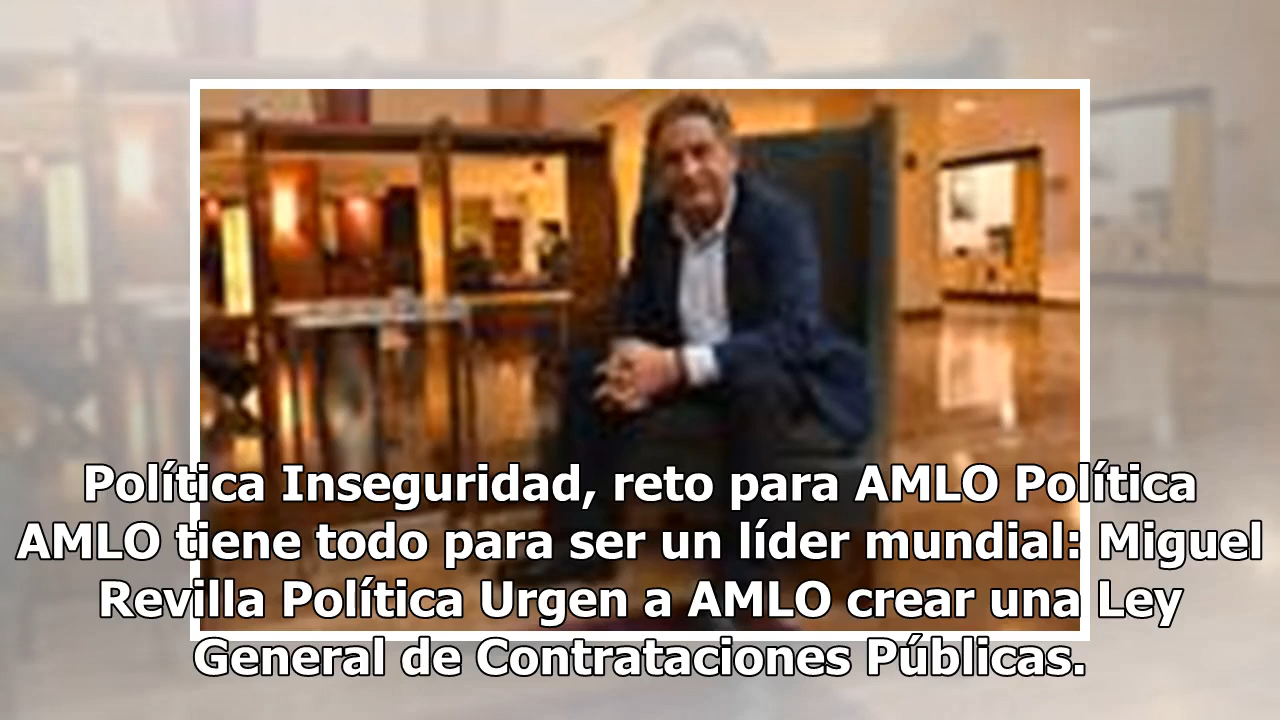 Política Inseguridad, reto para AMLO Política
AMLO tiene todo para ser un líder mundial: Miguel
Revilla Política Urgen a AMLO crear una Ley
General de Contrataciones Públicas.